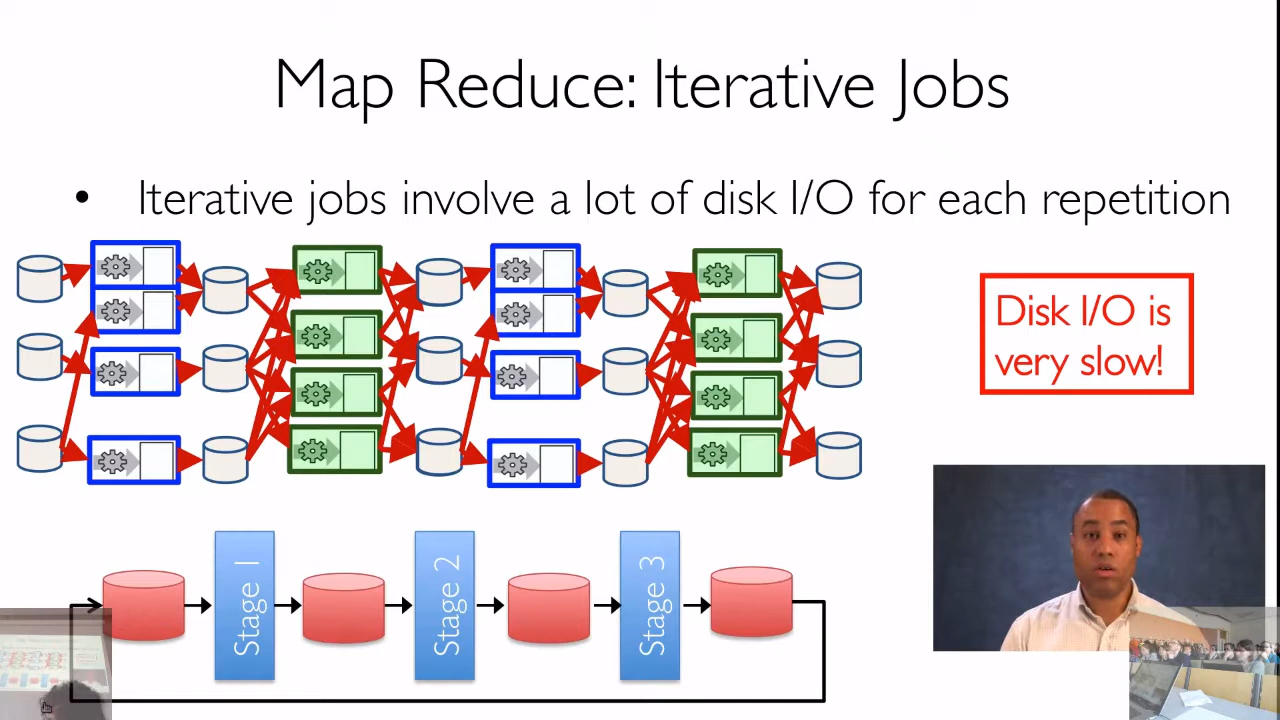 Map Reduce: Iterative Jobs
• Iterative jobs involve a lot of disk I/O for each repetition
Disk I/O is
very slow!
Stage 1
Stage 2
Stage 3